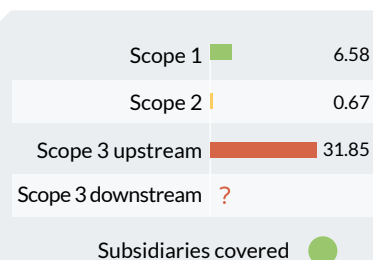 Scope 1 6.58
Scope 2 0.67
Scope 3 upstream 31.85
Scope 3 downstream ?
Subsidiaries covered